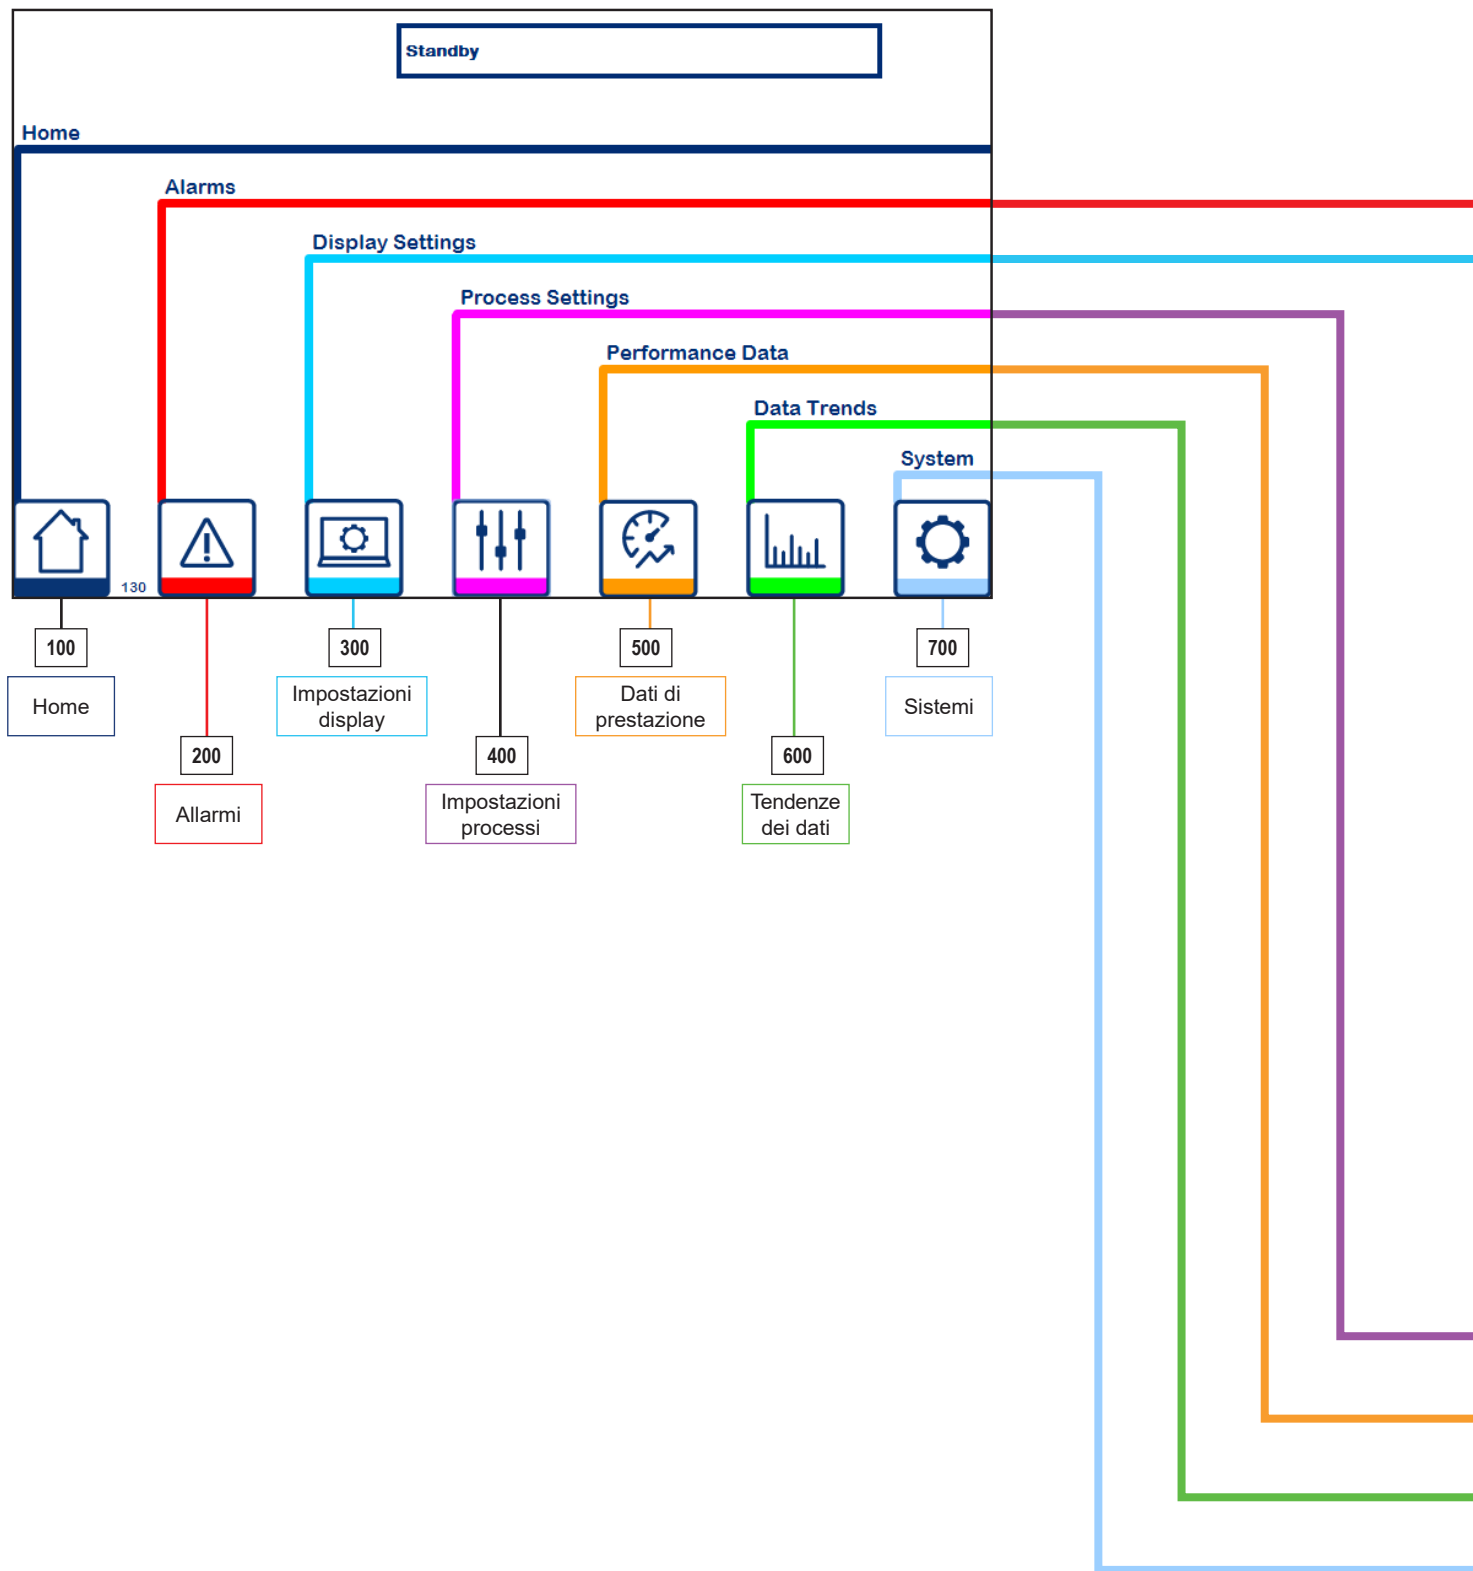 Standby
Home
Alarms
Display Settings
Process Settings
Performance Data
Data Trends
System
130
100
300
500
700
Home
Impostazioni
display
Dati di
prestazione
Sistemi
200
400
600
Allarmi
Impostazioni
processi
Tendenze
dei dati